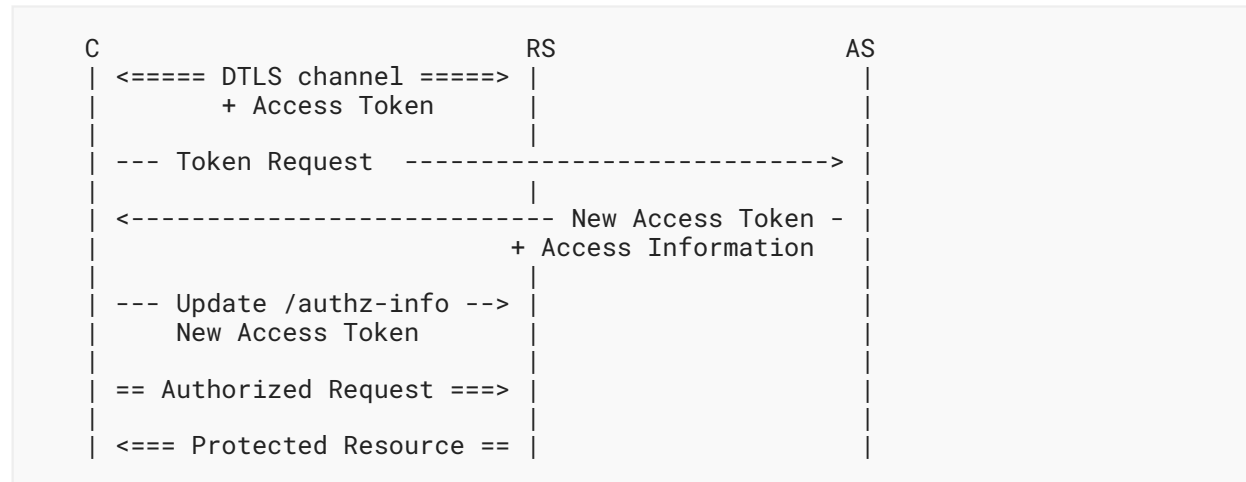 C                            RS                   AS
| <===== DTLS channel =====> |                     |
|       + Access Token       |                     |
|                            |                     |
| --- Token Request  ----------------------------> |
|                            |                     |
| <---------------------------- New Access Token - |
|                           + Access Information   |
|                            |                     |
| --- Update /authz-info --> |                     |
|     New Access Token       |                     |
|                            |                     |
| == Authorized Request ===> |                     |
|                            |                     |
| <=== Protected Resource == |                     |